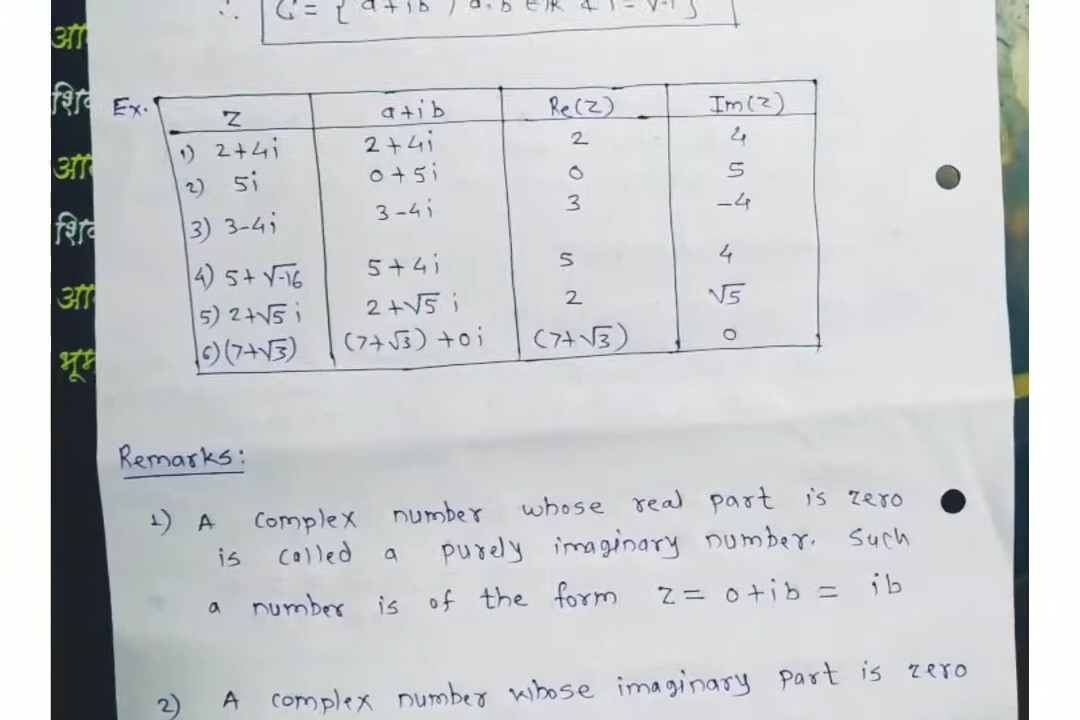 ∴ C = { a+ib / a, b ∈ IR & i = √-1 }
आ
शि
Ex. Z a+ib Re(Z) Im(Z)
1) 2+4i 2+4i 2 4
आ
2) 5i 0+5i 0 5
3) 3-4i 3-4i 3 -4
शि
4) 5+√-16 5+4i 5 4
आ
5) 2+√5 i 2+√5 i 2 √5
6) (7+√3) (7+√3)+0i (7+√3) 0
भूम
Remarks:
1) A complex number whose real part is zero
is called a purely imaginary number. Such
a number is of the form Z = 0+ib = ib
2) A complex number whose imaginary part is zero